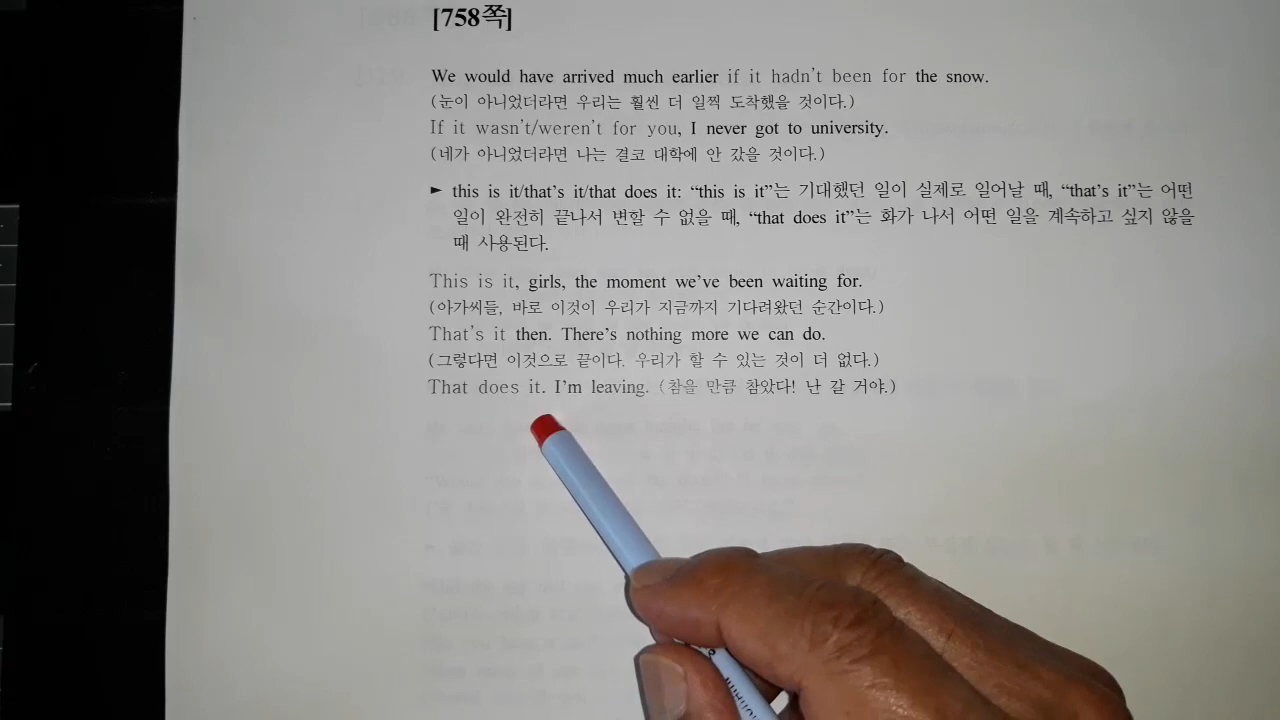 [758쪽]
We would have arrived much earlier if it hadn't been for the snow.
(눈이 아니었더라면 우리는 훨씬 더 일찍 도착했을 것이다.)
If it wasn't/weren't for you, I never got to university.
(네가 아니었더라면 나는 결코 대학에 안 갔을 것이다.)
► this is it/that's it/that does it: “this is it”는 기대했던 일이 실제로 일어날 때, “that's it”는 어떤
일이 완전히 끝나서 변할 수 없을 때, “that does it”는 화가 나서 어떤 일을 계속하고 싶지 않을
때 사용된다.
This is it, girls, the moment we've been waiting for.
(아가씨들, 바로 이것이 우리가 지금까지 기다려왔던 순간이다.)
That's it then. There's nothing more we can do.
(그렇다면 이것으로 끝이다. 우리가 할 수 있는 것이 더 없다.)
That does it. I'm leaving. (참을 만큼 참았다! 난 갈 거야.)